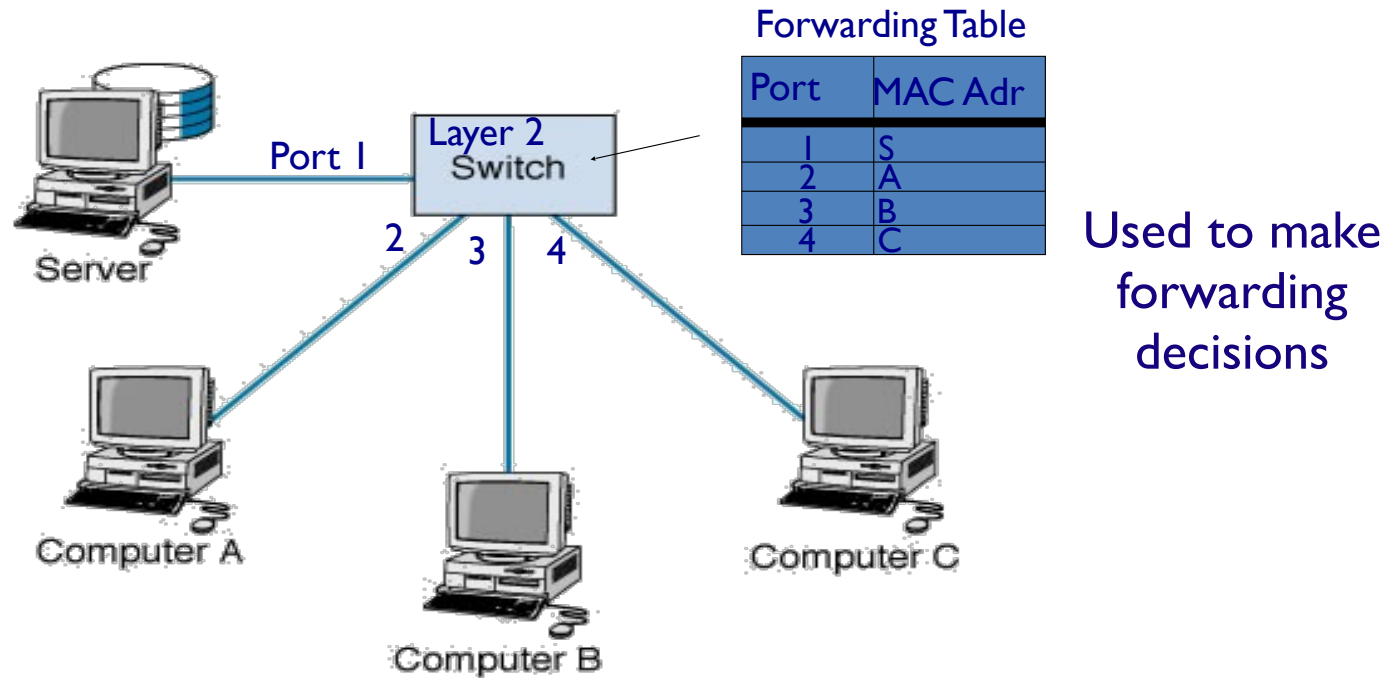 Forwarding Table
Port MAC Adr
1 S
2 A
3 B
4 C
Layer 2
Switch
Port 1
2
3
4
Server
Used to make
forwarding
decisions
Computer A
Computer B
Computer C